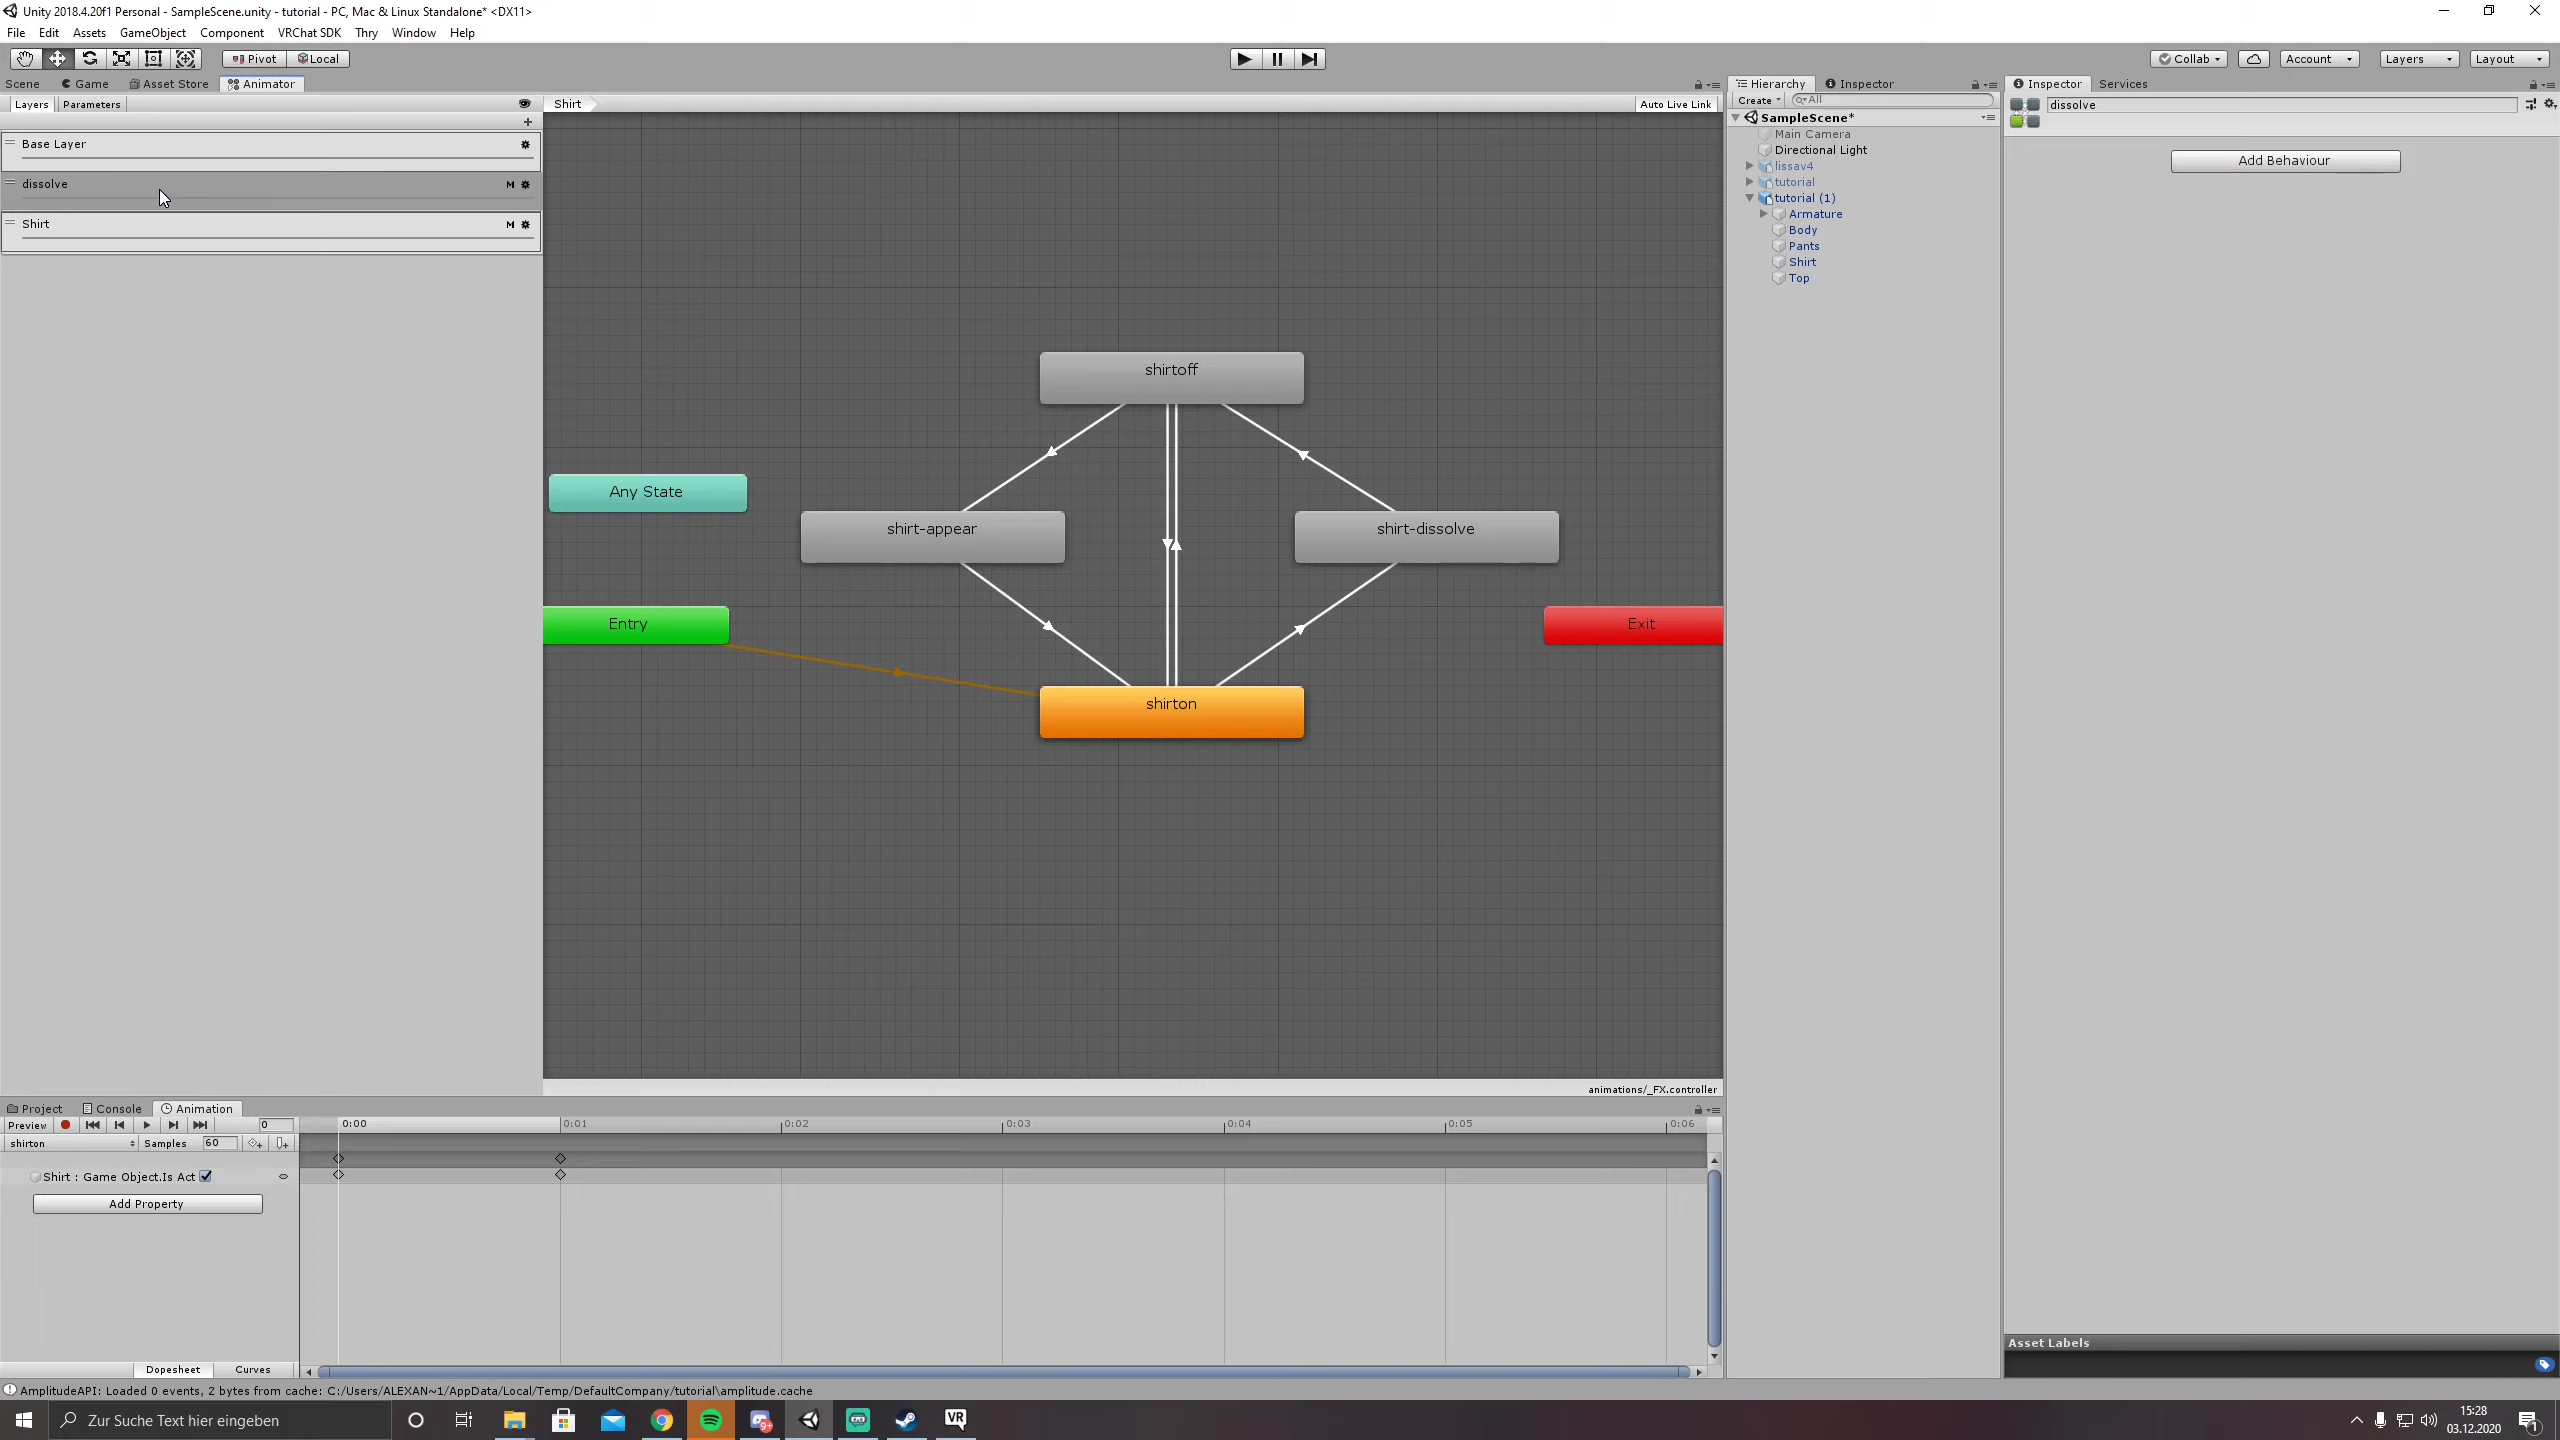 Unity 2018.4.20f1 Personal - SampleScene.unity - tutorial - PC, Mac & Linux Standalone* <DX11>
File Edit Assets GameObject Component VRChat SDK Thry Window Help
Pivot Local Collab Account Layers Layout
Scene Game Asset Store Animator Hierarchy Inspector Inspector Services
Layers Parameters Shirt Auto Live Link Create All dissolve
SampleScene*
Base Layer
Main Camera
Directional Light
Add Behaviour
lissav4
dissolve M
tutorial
tutorial (1)
Armature
Shirt M
Body
Pants
Shirt
Top
shirtoff
Any State
shirt-appear
shirt-dissolve
Entry
Exit
shirton
animations/_FX.controller
Project Console Animation
Preview 0 0:00 0:01 0:02 0:03 0:04 0:05 0:06
shirton Samples 60
Shirt : Game Object.Is Act
Add Property
Asset Labels
Dopesheet Curves
AmplitudeAPI: Loaded 0 events, 2 bytes from cache: C:/Users/ALEXAN~1/AppData/Local/Temp/DefaultCompany/tutorial\amplitude.cache
Zur Suche Text hier eingeben
9+
VR
15:28
03.12.2020
1